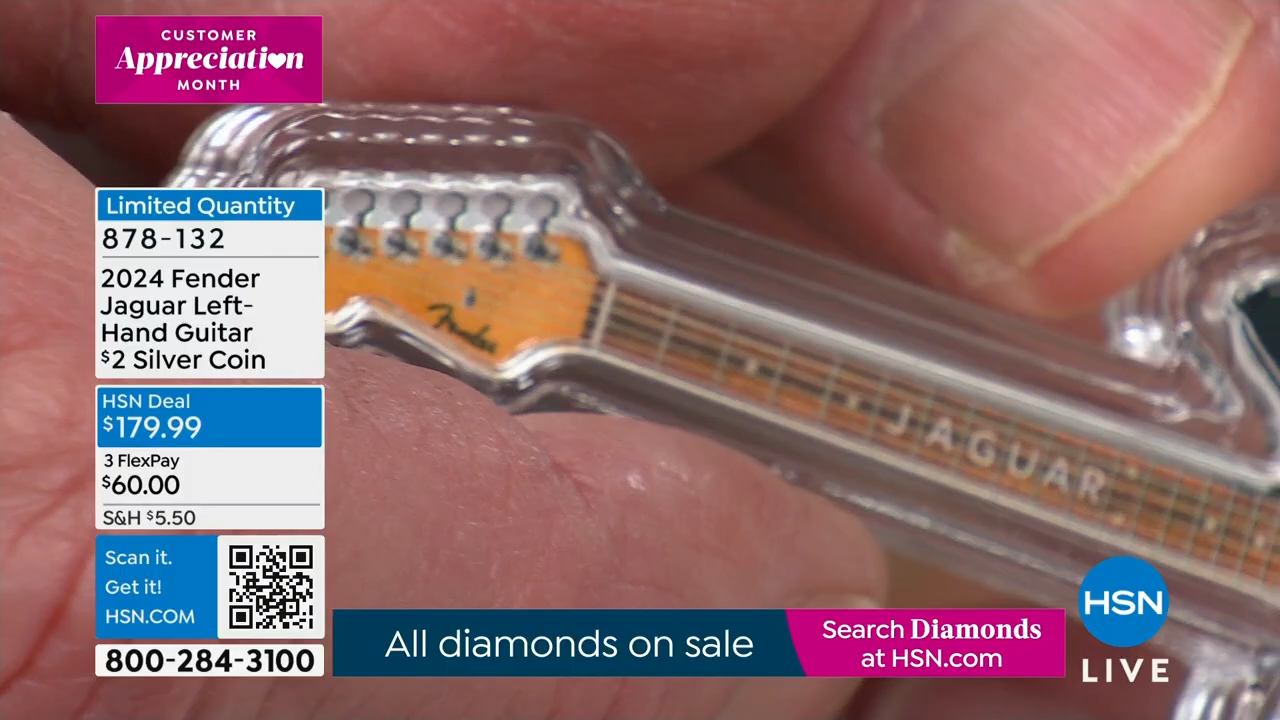 CUSTOMER
Appreciation
MONTH
Limited Quantity
878-132
2024 Fender
Jaguar Left-
Hand Guitar
$2 Silver Coin
HSN Deal
$179.99
3 FlexPay
$60.00
S&H $5.50
Scan it.
Get it!
HSN.COM
800-284-3100
Fender
JAGUAR
All diamonds on sale
Search Diamonds
at HSN.com
HSN
LIVE